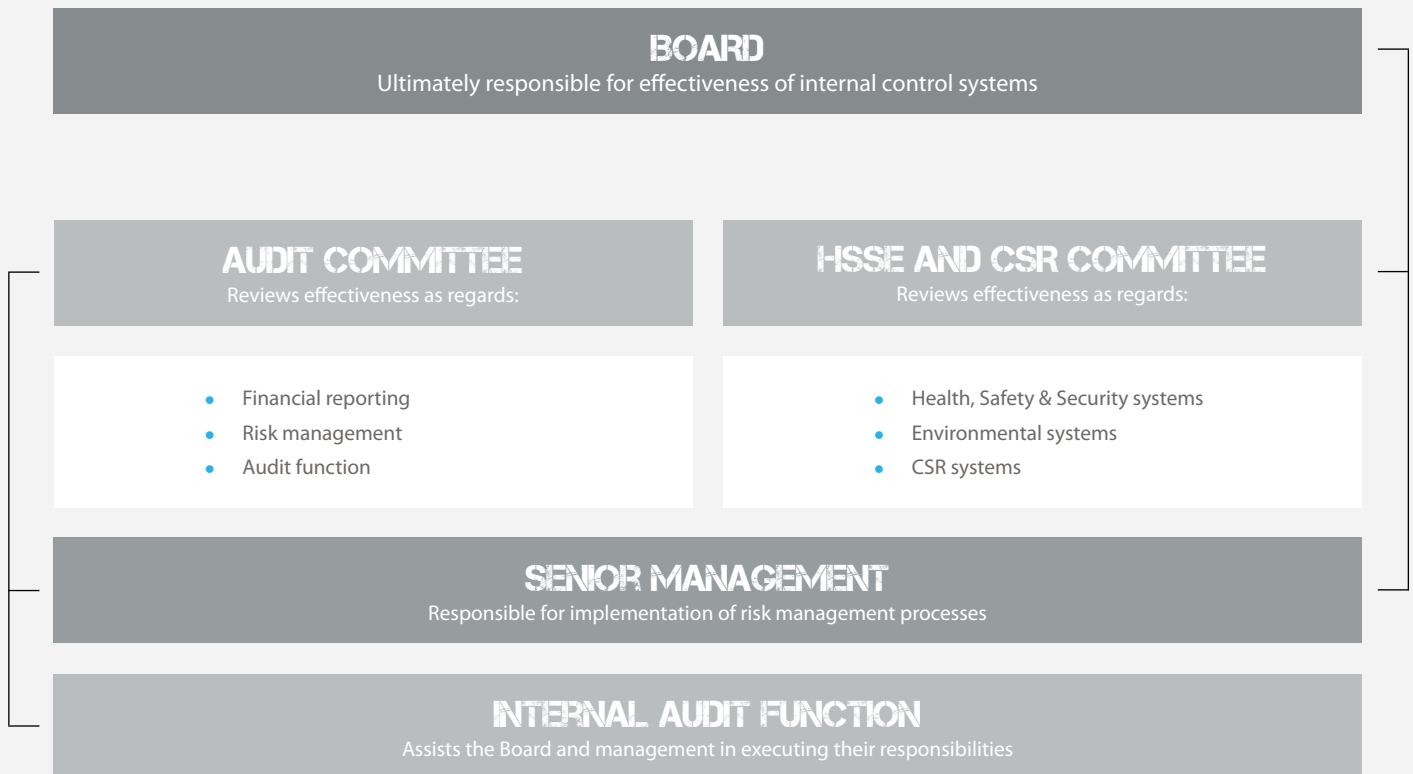 BOARD
Ultimately responsible for effectiveness of internal control systems
AUDIT COMMITTEE
Reviews effectiveness as regards:
Financial reporting
Risk management
Audit function
HSSE AND CSR COMMITTEE
Reviews effectiveness as regards:
Health, Safety & Security systems
Environmental systems
CSR systems
SENIOR MANAGEMENT
Responsible for implementation of risk management processes
INTERNAL AUDIT FUNCTION
Assists the Board and management in executing their responsibilities